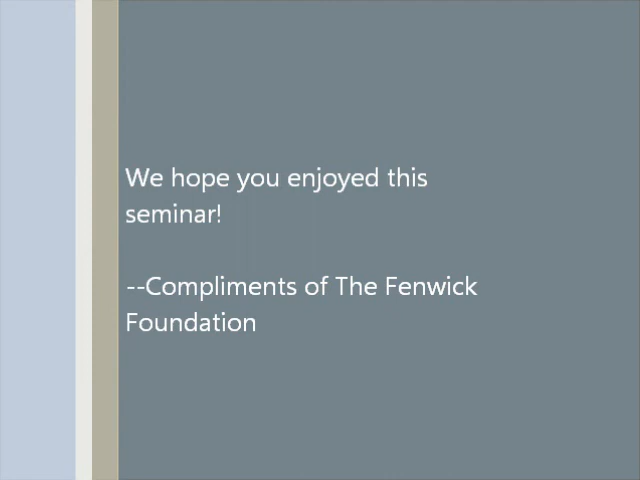 We hope you enjoyed this
seminar!
--Compliments of The Fenwick
Foundation